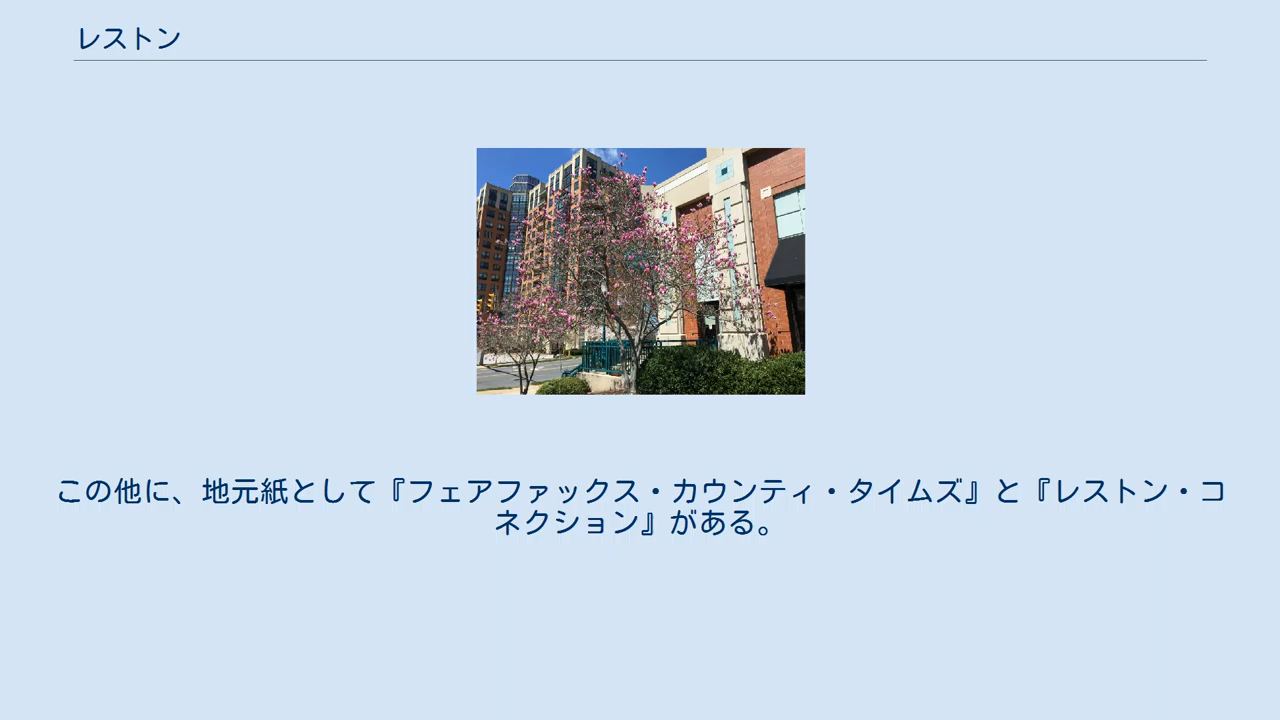 レストン
この他に、地元紙として『フェアファックス・カウンティ・タイムズ』と『レストン・コ
ネクション』がある。